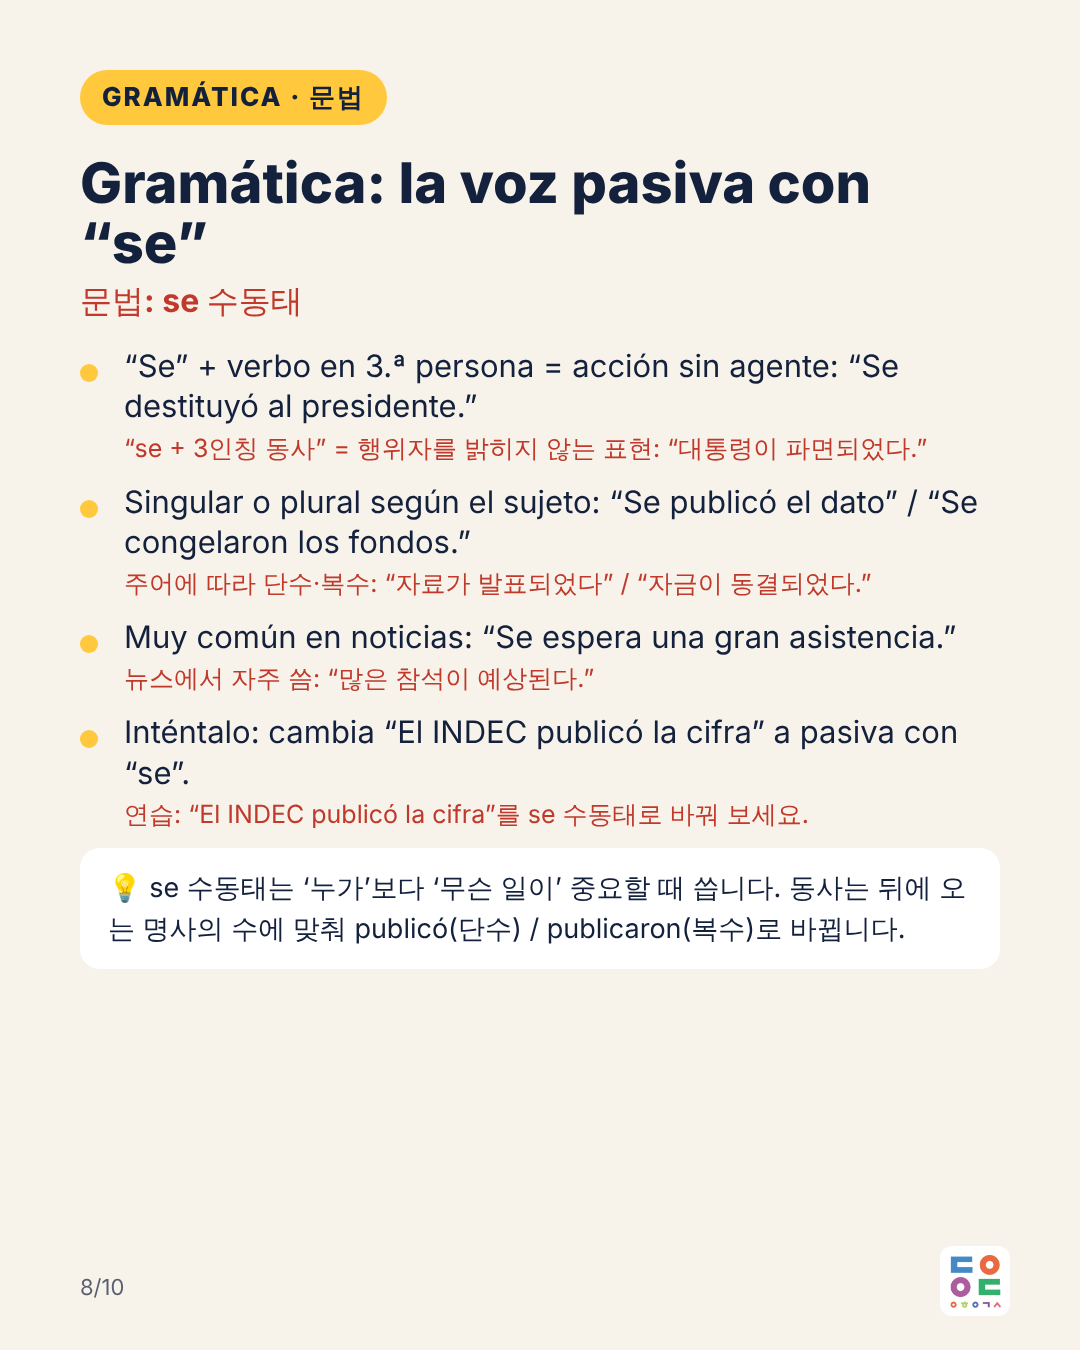 GRAMÁTICA · 문법
Gramática: la voz pasiva con
“se”
문법: se 수동태
“Se” + verbo en 3.ª persona = acción sin agente: “Se
destituyó al presidente.”
“se + 3인칭 동사” = 행위자를 밝히지 않는 표현: “대통령이 파면되었다.”
Singular o plural según el sujeto: “Se publicó el dato” / “Se
congelaron los fondos.”
주어에 따라 단수·복수: “자료가 발표되었다” / “자금이 동결되었다.”
Muy común en noticias: “Se espera una gran asistencia.”
뉴스에서 자주 씀: “많은 참석이 예상된다.”
Inténtalo: cambia “El INDEC publicó la cifra” a pasiva con
“se”.
연습: “El INDEC publicó la cifra”를 se 수동태로 바꿔 보세요.
💡 se 수동태는 ‘누가’보다 ‘무슨 일이’ 중요할 때 씁니다. 동사는 뒤에 오
는 명사의 수에 맞춰 publicó(단수) / publicaron(복수)로 바뀝니다.
8/10